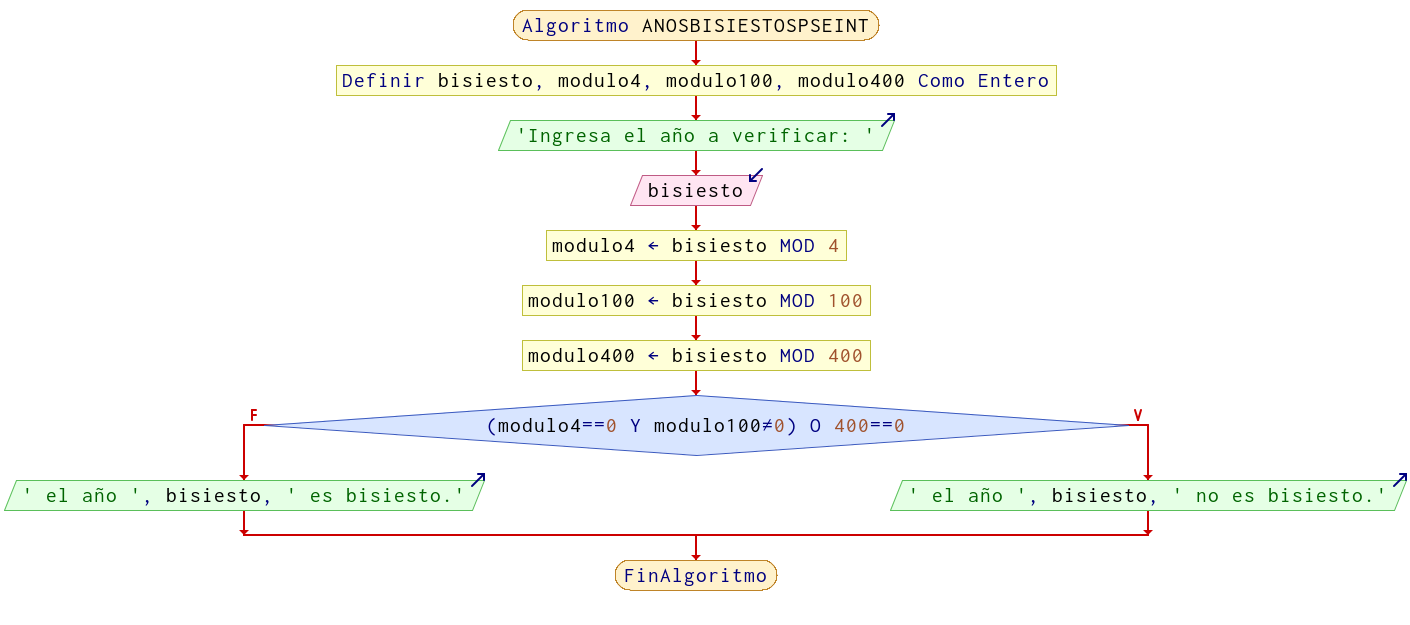 Algoritmo ANOSBISIESTOSPSEINT
Definir bisiesto, modulo4, modulo100, modulo400 Como Entero
'Ingresa el año a verificar: '
bisiesto
modulo4 ← bisiesto MOD 4
modulo100 ← bisiesto MOD 100
modulo400 ← bisiesto MOD 400
F
V
(modulo4==0 Y modulo100≠0) O 400==0
' el año ', bisiesto, ' es bisiesto.'
' el año ', bisiesto, ' no es bisiesto.'
FinAlgoritmo